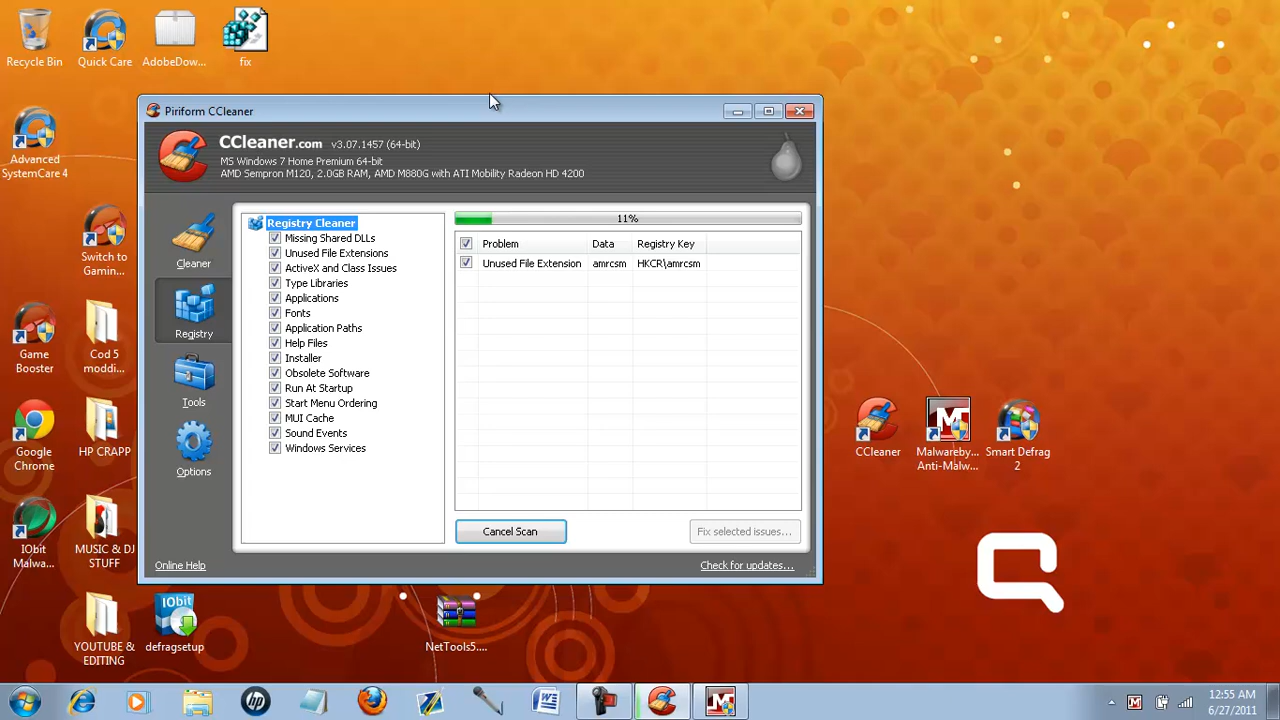 Recycle Bin
Quick Care
AdobeDow...
fix
Advanced
SystemCare 4
Switch to
Gamin...
Game
Booster
Cod 5
moddi...
Google
Chrome
HP CRAPP
IObit
Malwa...
MUSIC & DJ
STUFF
YOUTUBE &
EDITING
IObit
defragsetup
NetTools5....
CCleaner
Malwareby...
Anti-Malw...
Smart Defrag
2
Piriform CCleaner
CCleaner.com v3.07.1457 (64-bit)
MS Windows 7 Home Premium 64-bit
AMD Sempron M120, 2.0GB RAM, AMD M880G with ATI Mobility Radeon HD 4200
Cleaner
Registry
Tools
Options
Registry Cleaner
Missing Shared DLLs
Unused File Extensions
ActiveX and Class Issues
Type Libraries
Applications
Fonts
Application Paths
Help Files
Installer
Obsolete Software
Run At Startup
Start Menu Ordering
MUI Cache
Sound Events
Windows Services
11%
Problem Data Registry Key
Unused File Extension amrcsm HKCR\amrcsm
Cancel Scan
Fix selected issues...
Online Help
Check for updates...
12:55 AM
6/27/2011